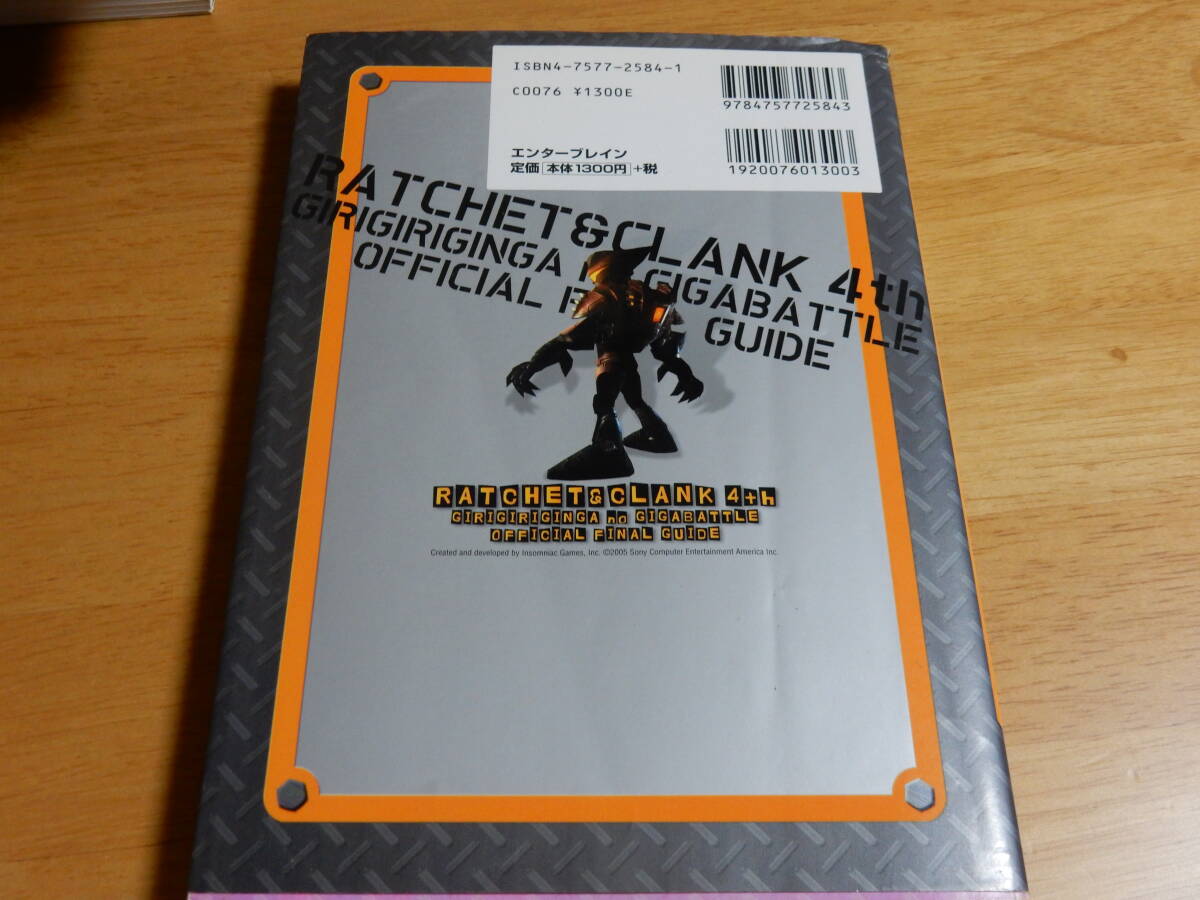 ISBN4-7577-2584-1
C0076 ¥1300E
9784757725843
エンターブレイン
定価 本体1300円 +税
1920076013003
RATCHET&CLANK 4th
GIRIGIRIGINGA no GIGABATTLE
OFFICIAL F GUIDE
RATCHET&CLANK 4th
GIRIGIRIGINGA no GIGABATTLE
OFFICIAL FINAL GUIDE
Created and developed by Insomniac Games, Inc. ©2005 Sony Computer Entertainment America Inc.